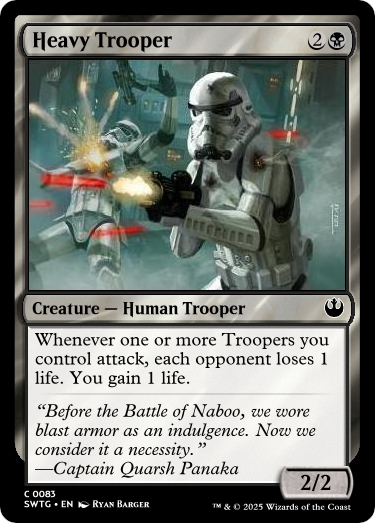 Heavy Trooper 2
Creature — Human Trooper
Whenever one or more Troopers you
control attack, each opponent loses 1
life. You gain 1 life.
“Before the Battle of Naboo, we wore
blast armor as an indulgence. Now we
consider it a necessity.”
—Captain Quarsh Panaka
2/2
C 0083
SWTG • EN Ryan Barger ™ & © 2025 Wizards of the Coast